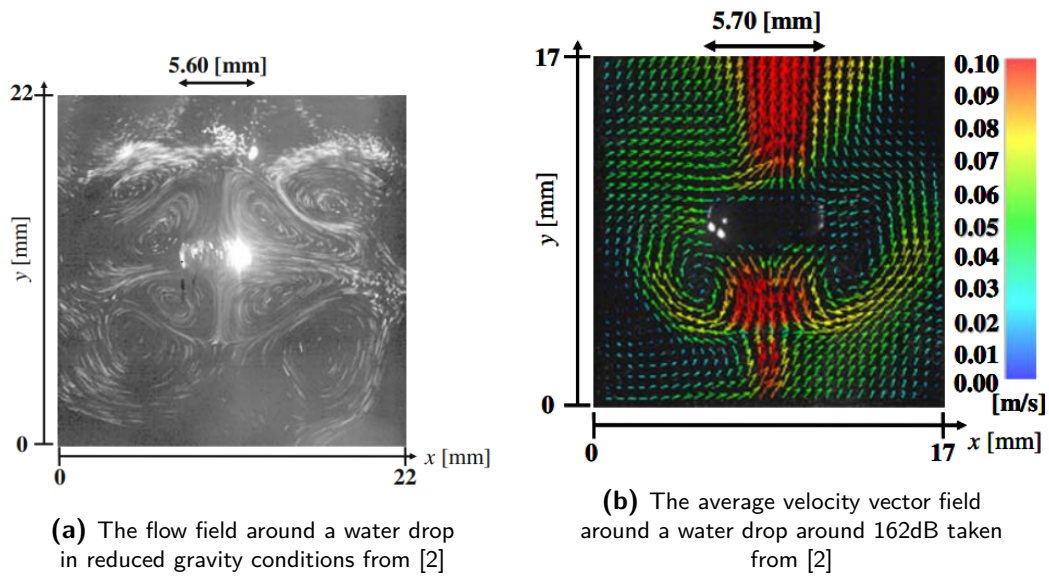 5.60 [mm]
22
y [mm]
0
0
22
x [mm]
(a) The flow field around a water drop
in reduced gravity conditions from [2]
5.70 [mm]
17
y [mm]
0
0
17
x [mm]
0.10
0.09
0.08
0.07
0.06
0.05
0.04
0.03
0.02
0.01
0.00
[m/s]
(b) The average velocity vector field
around a water drop around 162dB taken
from [2]